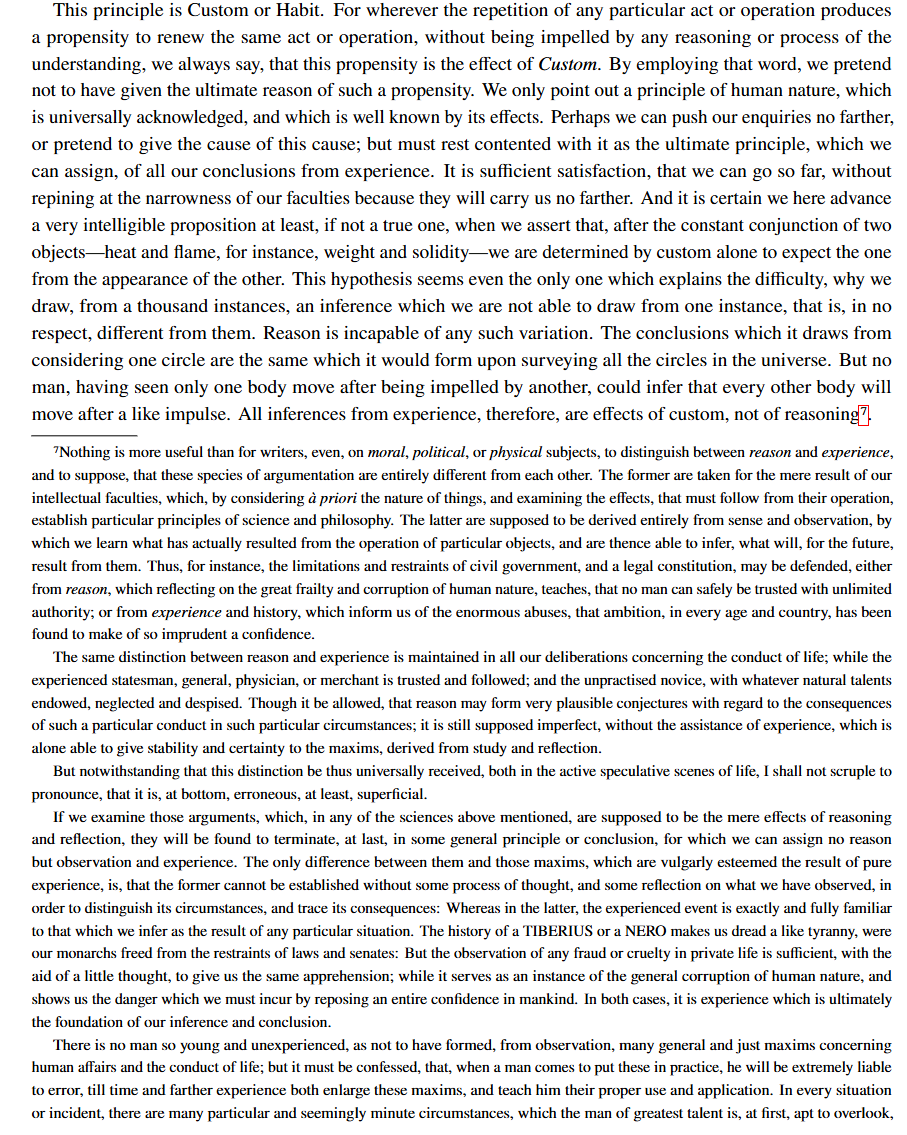 This principle is Custom or Habit. For wherever the repetition of any particular act or operation produces
a propensity to renew the same act or operation, without being impelled by any reasoning or process of the
understanding, we always say, that this propensity is the effect of Custom. By employing that word, we pretend
not to have given the ultimate reason of such a propensity. We only point out a principle of human nature, which
is universally acknowledged, and which is well known by its effects. Perhaps we can push our enquiries no farther,
or pretend to give the cause of this cause; but must rest contented with it as the ultimate principle, which we
can assign, of all our conclusions from experience. It is sufficient satisfaction, that we can go so far, without
repining at the narrowness of our faculties because they will carry us no farther. And it is certain we here advance
a very intelligible proposition at least, if not a true one, when we assert that, after the constant conjunction of two
objects—heat and flame, for instance, weight and solidity—we are determined by custom alone to expect the one
from the appearance of the other. This hypothesis seems even the only one which explains the difficulty, why we
draw, from a thousand instances, an inference which we are not able to draw from one instance, that is, in no
respect, different from them. Reason is incapable of any such variation. The conclusions which it draws from
considering one circle are the same which it would form upon surveying all the circles in the universe. But no
man, having seen only one body move after being impelled by another, could infer that every other body will
move after a like impulse. All inferences from experience, therefore, are effects of custom, not of reasoning7.
7Nothing is more useful than for writers, even, on moral, political, or physical subjects, to distinguish between reason and experience,
and to suppose, that these species of argumentation are entirely different from each other. The former are taken for the mere result of our
intellectual faculties, which, by considering à priori the nature of things, and examining the effects, that must follow from their operation,
establish particular principles of science and philosophy. The latter are supposed to be derived entirely from sense and observation, by
which we learn what has actually resulted from the operation of particular objects, and are thence able to infer, what will, for the future,
result from them. Thus, for instance, the limitations and restraints of civil government, and a legal constitution, may be defended, either
from reason, which reflecting on the great frailty and corruption of human nature, teaches, that no man can safely be trusted with unlimited
authority; or from experience and history, which inform us of the enormous abuses, that ambition, in every age and country, has been
found to make of so imprudent a confidence.
The same distinction between reason and experience is maintained in all our deliberations concerning the conduct of life; while the
experienced statesman, general, physician, or merchant is trusted and followed; and the unpractised novice, with whatever natural talents
endowed, neglected and despised. Though it be allowed, that reason may form very plausible conjectures with regard to the consequences
of such a particular conduct in such particular circumstances; it is still supposed imperfect, without the assistance of experience, which is
alone able to give stability and certainty to the maxims, derived from study and reflection.
But notwithstanding that this distinction be thus universally received, both in the active speculative scenes of life, I shall not scruple to
pronounce, that it is, at bottom, erroneous, at least, superficial.
If we examine those arguments, which, in any of the sciences above mentioned, are supposed to be the mere effects of reasoning
and reflection, they will be found to terminate, at last, in some general principle or conclusion, for which we can assign no reason
but observation and experience. The only difference between them and those maxims, which are vulgarly esteemed the result of pure
experience, is, that the former cannot be established without some process of thought, and some reflection on what we have observed, in
order to distinguish its circumstances, and trace its consequences: Whereas in the latter, the experienced event is exactly and fully familiar
to that which we infer as the result of any particular situation. The history of a TIBERIUS or a NERO makes us dread a like tyranny, were
our monarchs freed from the restraints of laws and senates: But the observation of any fraud or cruelty in private life is sufficient, with the
aid of a little thought, to give us the same apprehension; while it serves as an instance of the general corruption of human nature, and
shows us the danger which we must incur by reposing an entire confidence in mankind. In both cases, it is experience which is ultimately
the foundation of our inference and conclusion.
There is no man so young and unexperienced, as not to have formed, from observation, many general and just maxims concerning
human affairs and the conduct of life; but it must be confessed, that, when a man comes to put these in practice, he will be extremely liable
to error, till time and farther experience both enlarge these maxims, and teach him their proper use and application. In every situation
or incident, there are many particular and seemingly minute circumstances, which the man of greatest talent is, at first, apt to overlook,